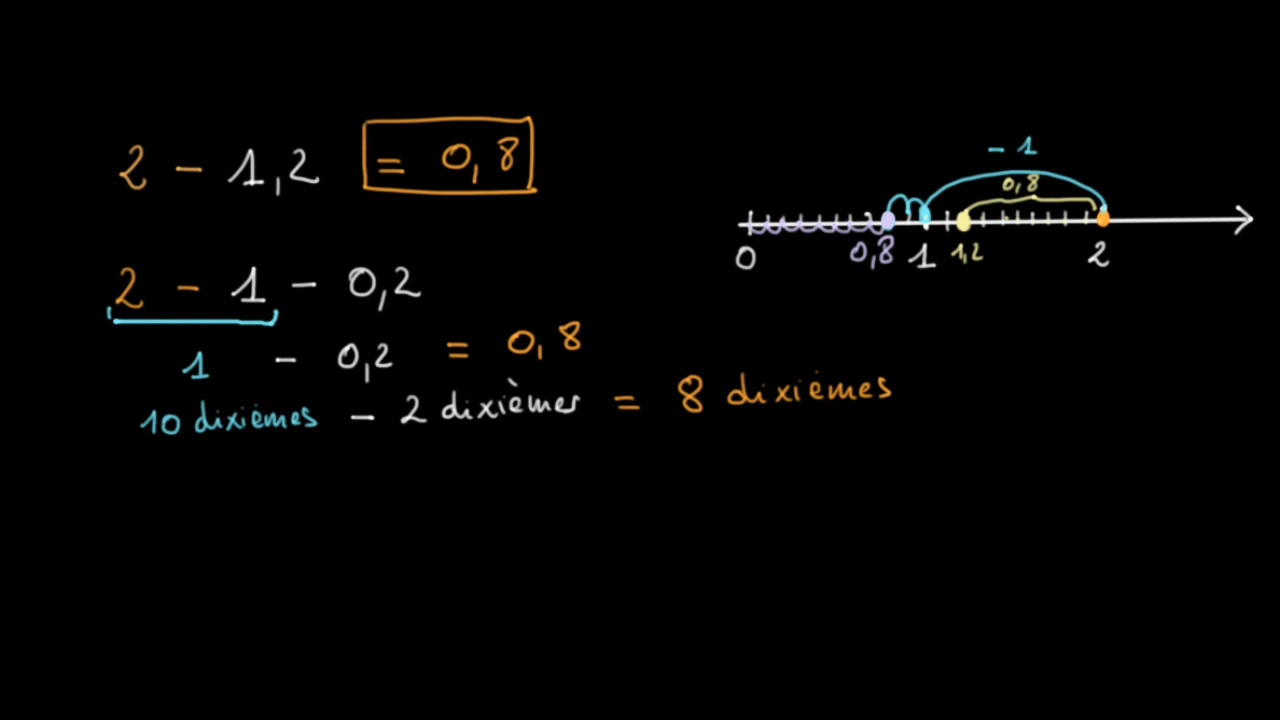 2 - 1,2 = 0,8
2 - 1 - 0,2
1 - 0,2 = 0,8
10 dixièmes - 2 dixièmes = 8 dixièmes
- 1
0,8
0 0,8 1 1,2 2